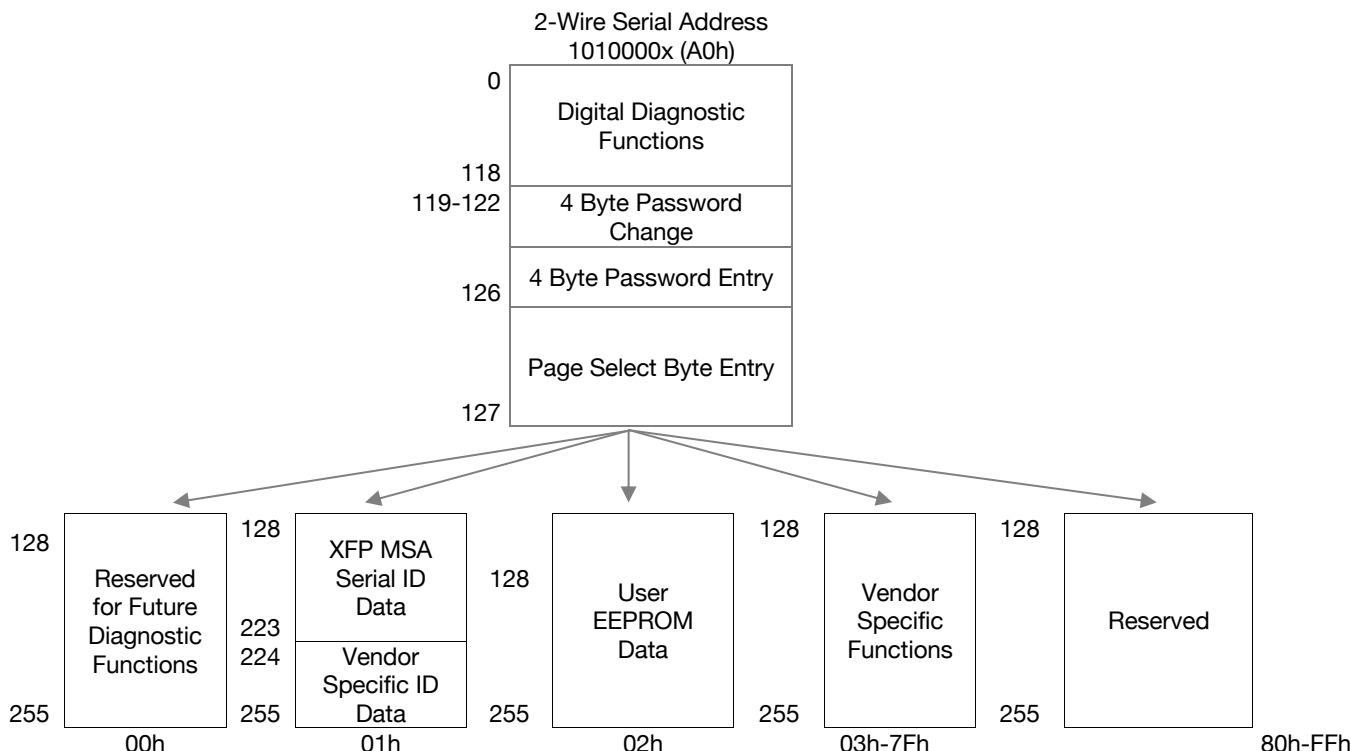 2-Wire Serial Address
1010000x (A0h)
0
Digital Diagnostic
Functions
118
119-122
4 Byte Password
Change
4 Byte Password Entry
126
Page Select Byte Entry
127
128
Reserved
for Future
Diagnostic
Functions
255
00h
128
XFP MSA
Serial ID
Data
223
224
Vendor
Specific ID
Data
255
01h
128
User
EEPROM
Data
255
02h
128
Vendor
Specific
Functions
255
03h-7Fh
128
Reserved
255
80h-FFh